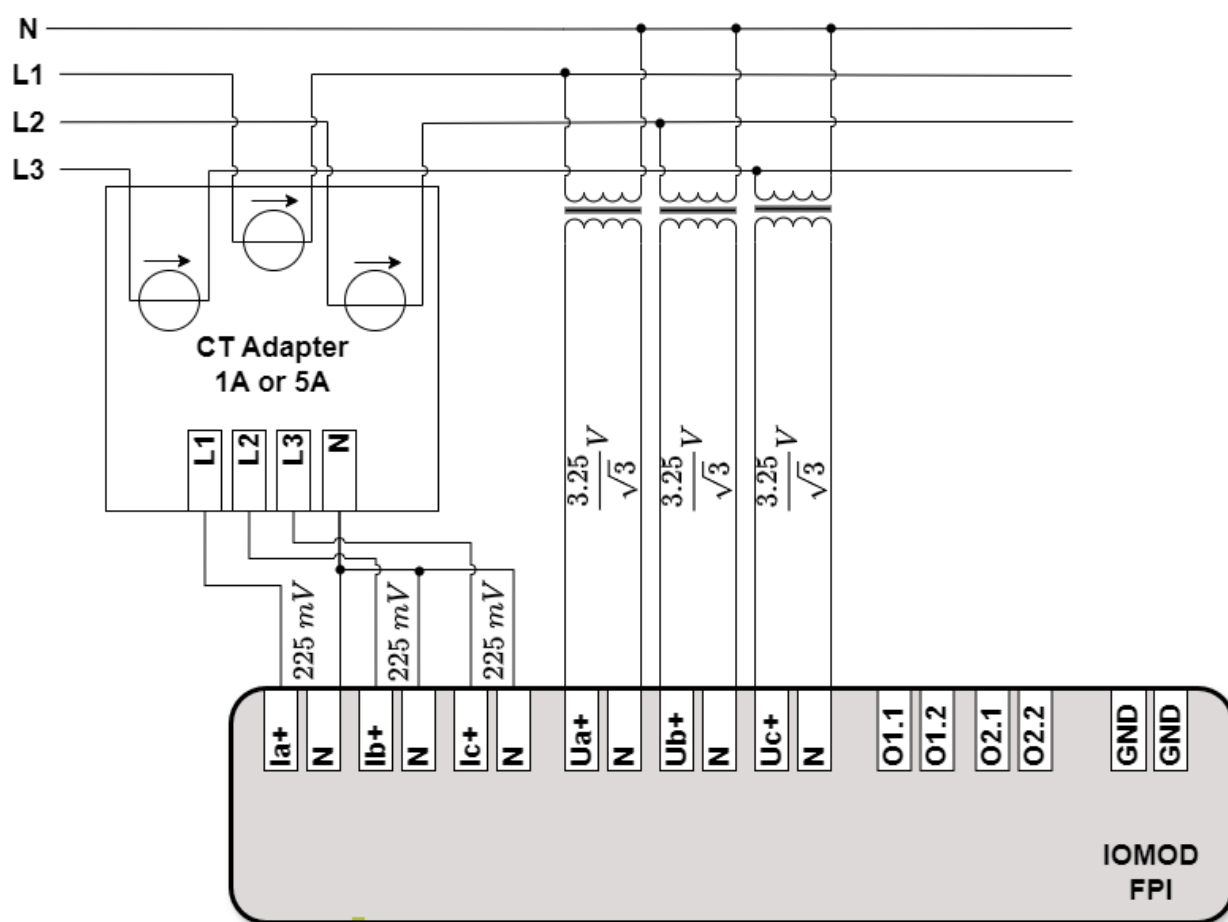 N
L1
L2
L3
CT Adapter
1A or 5A
L1 L2 L3 N
3.25/√3 V 3.25/√3 V 3.25/√3 V
225 mV 225 mV 225 mV
Ia+ N Ib+ N Ic+ N Ua+ N Ub+ N Uc+ N O1.1 O1.2 O2.1 O2.2 GND GND
IOMOD
FPI